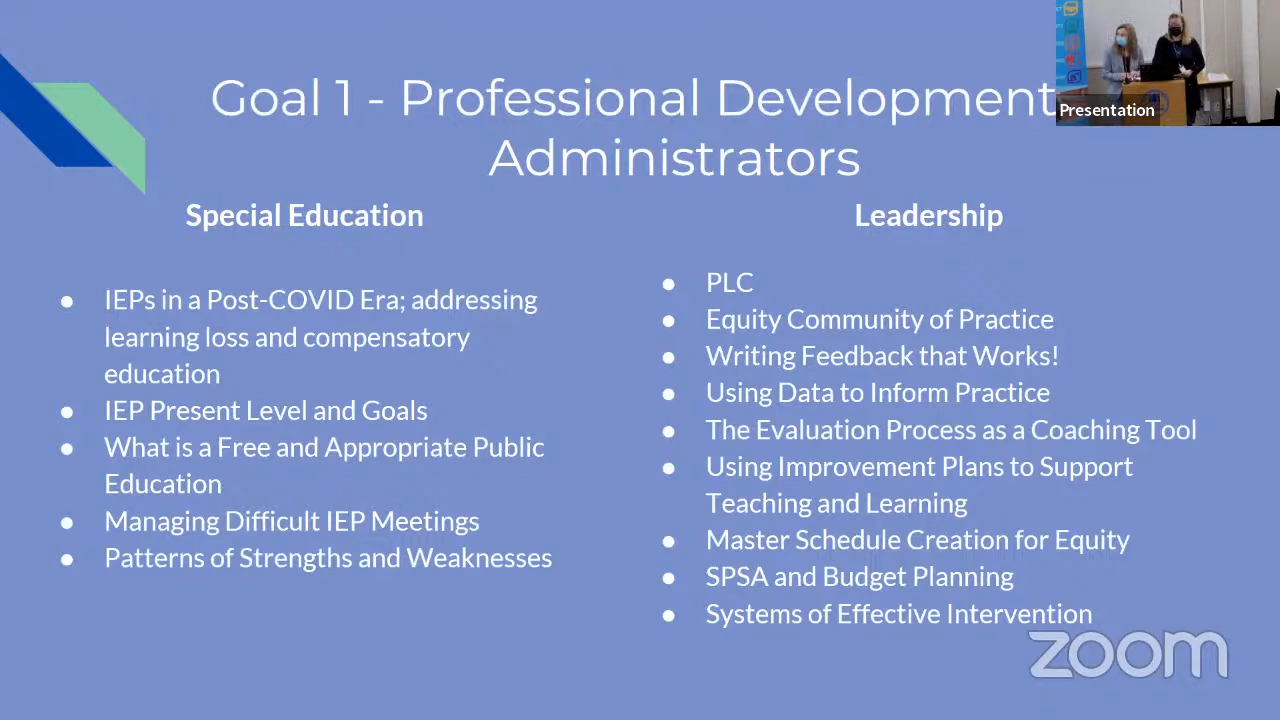 Goal 1 - Professional Development
Administrators
Presentation
Special Education
IEPs in a Post-COVID Era; addressing
learning loss and compensatory
education
IEP Present Level and Goals
What is a Free and Appropriate Public
Education
Managing Difficult IEP Meetings
Patterns of Strengths and Weaknesses
Leadership
PLC
Equity Community of Practice
Writing Feedback that Works!
Using Data to Inform Practice
The Evaluation Process as a Coaching Tool
Using Improvement Plans to Support
Teaching and Learning
Master Schedule Creation for Equity
SPSA and Budget Planning
Systems of Effective Intervention
zoom